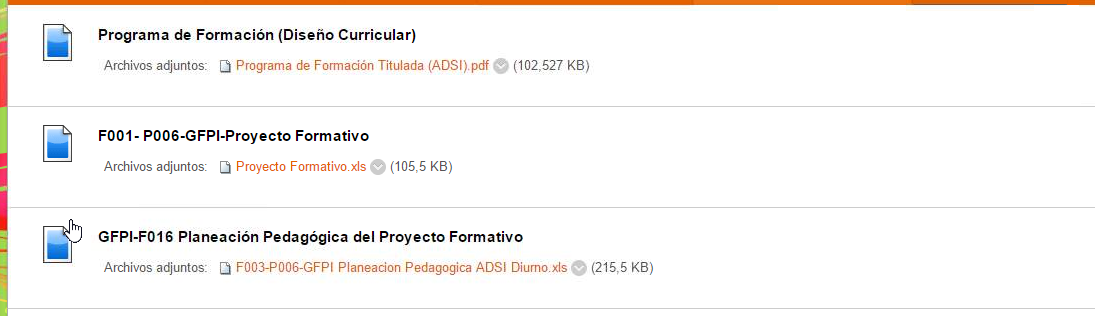 Programa de Formación (Diseño Curricular)
Archivos adjuntos: Programa de Formación Titulada (ADSI).pdf (102,527 KB)
F001- P006-GFPI-Proyecto Formativo
Archivos adjuntos: Proyecto Formativo.xls (105,5 KB)
GFPI-F016 Planeación Pedagógica del Proyecto Formativo
Archivos adjuntos: F003-P006-GFPI Planeacion Pedagogica ADSI Diurno.xls (215,5 KB)